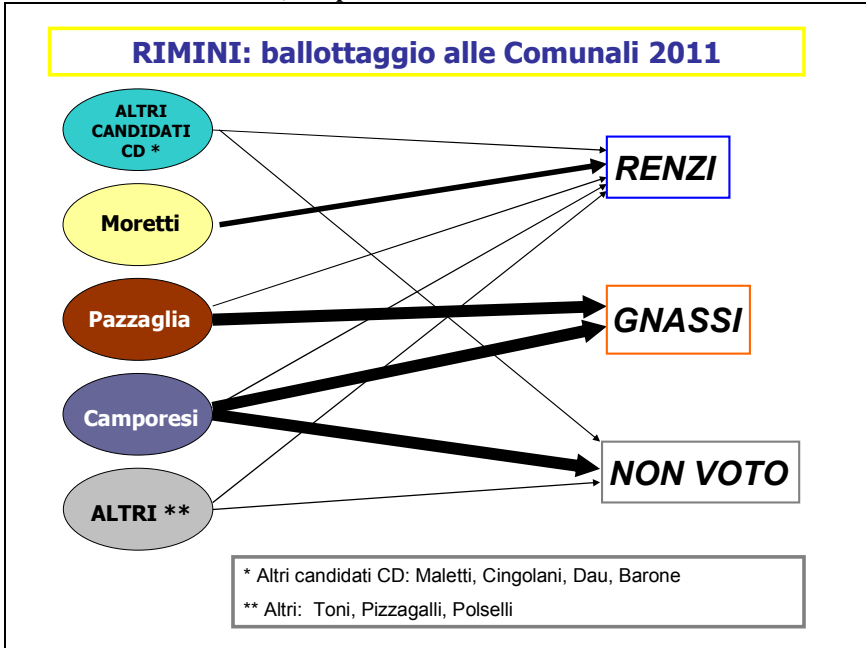 RIMINI: ballottaggio alle Comunali 2011
ALTRI
CANDIDATI
CD *
Moretti
Pazzaglia
Camporesi
ALTRI **
RENZI
GNASSI
NON VOTO
* Altri candidati CD: Maletti, Cingolani, Dau, Barone
** Altri: Toni, Pizzagalli, Polselli